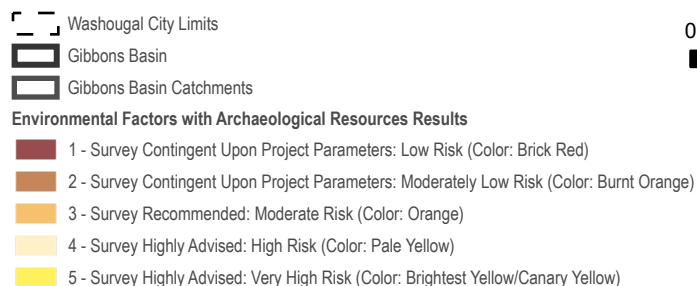 Washougal City Limits
0
Gibbons Basin
Gibbons Basin Catchments
Environmental Factors with Archaeological Resources Results
1 - Survey Contingent Upon Project Parameters: Low Risk (Color: Brick Red)
2 - Survey Contingent Upon Project Parameters: Moderately Low Risk (Color: Burnt Orange)
3 - Survey Recommended: Moderate Risk (Color: Orange)
4 - Survey Highly Advised: High Risk (Color: Pale Yellow)
5 - Survey Highly Advised: Very High Risk (Color: Brightest Yellow/Canary Yellow)